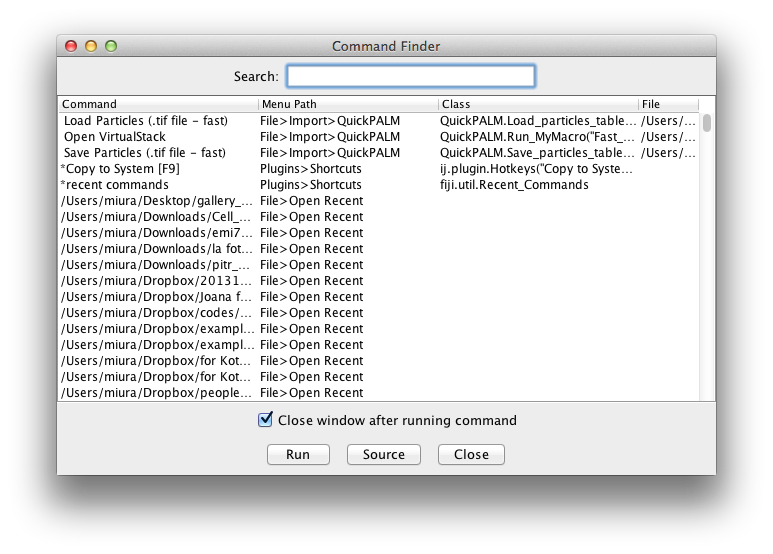 Command Finder
Search:
Command Menu Path Class File
Load Particles (.tif file - fast) File>Import>QuickPALM QuickPALM.Load_particles_table... /Users/...
Open VirtualStack File>Import>QuickPALM QuickPALM.Run_MyMacro("Fast_... /Users/...
Save Particles (.tif file - fast) File>Import>QuickPALM QuickPALM.Save_particles_table... /Users/...
*Copy to System [F9] Plugins>Shortcuts ij.plugin.Hotkeys("Copy to Syste...
*recent commands Plugins>Shortcuts fiji.util.Recent_Commands
/Users/miura/Desktop/gallery_... File>Open Recent
/Users/miura/Downloads/Cell_... File>Open Recent
/Users/miura/Downloads/emi7... File>Open Recent
/Users/miura/Downloads/la fot... File>Open Recent
/Users/miura/Downloads/pitr_... File>Open Recent
/Users/miura/Dropbox/20131... File>Open Recent
/Users/miura/Dropbox/Joana f... File>Open Recent
/Users/miura/Dropbox/codes/... File>Open Recent
/Users/miura/Dropbox/exampl... File>Open Recent
/Users/miura/Dropbox/exampl... File>Open Recent
/Users/miura/Dropbox/for Kot... File>Open Recent
/Users/miura/Dropbox/for Kot... File>Open Recent
/Users/miura/Dropbox/people... File>Open Recent
Close window after running command
Run Source Close